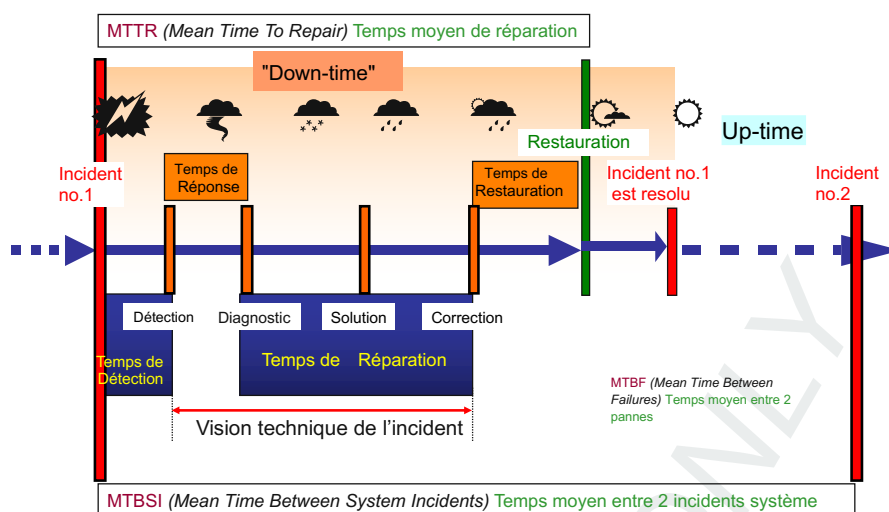 MTTR (Mean Time To Repair) Temps moyen de réparation
"Down-time"
Up-time
Restauration
Incident
no.1
Temps de
Réponse
Temps de
Restauration
Incident no.1
est resolu
Incident
no.2
Détection
Diagnostic
Solution
Correction
Temps de
Détection
Temps de Réparation
MTBF (Mean Time Between
Failures) Temps moyen entre 2
pannes
Vision technique de l'incident
MTBSI (Mean Time Between System Incidents) Temps moyen entre 2 incidents système